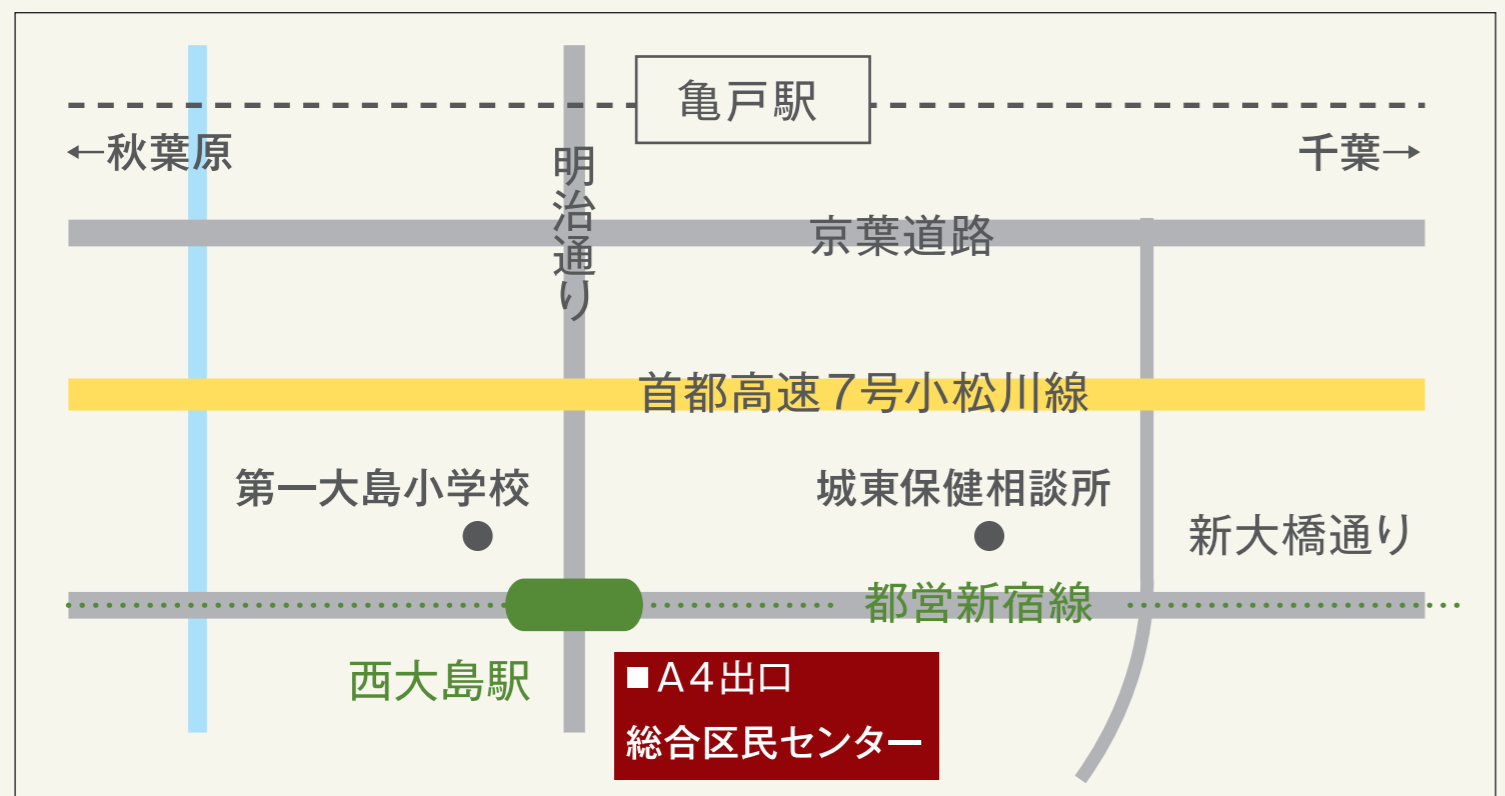 亀戸駅
←秋葉原
千葉→
明治通り
京葉道路
首都高速7号小松川線
第一大島小学校
城東保健相談所
新大橋通り
都営新宿線
西大島駅
■A4出口
総合区民センター